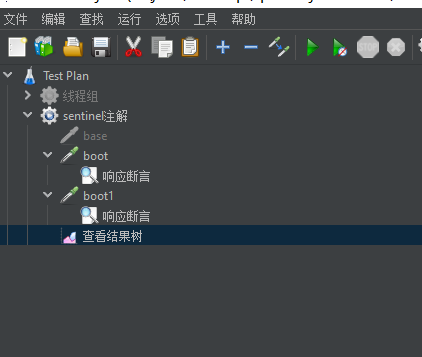 文件 编辑 查找 运行 选项 工具 帮助
STOP
Test Plan
线程组
sentinel注解
base
boot
响应断言
boot1
响应断言
查看结果树